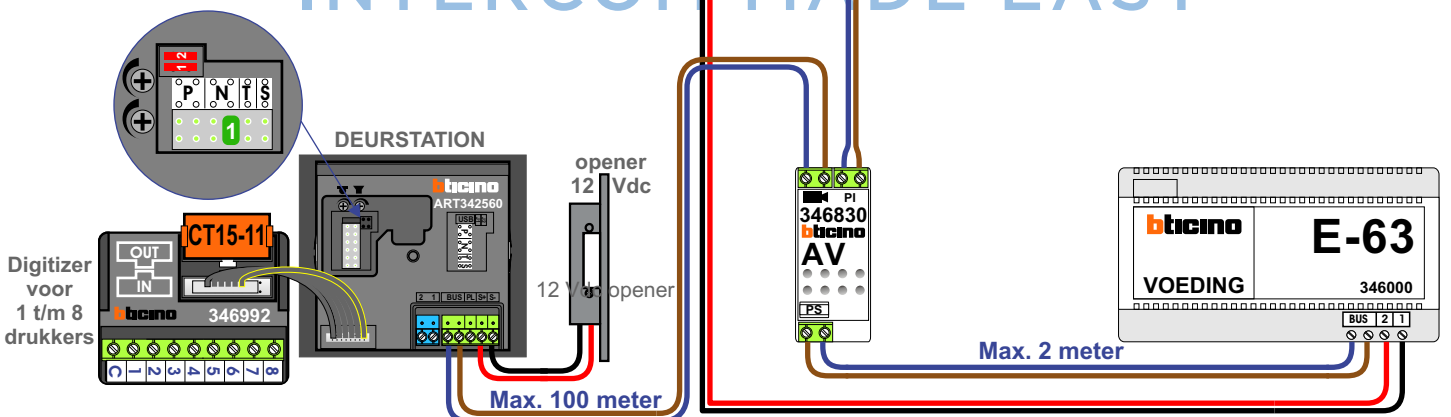 INTERCOM MADE EASY
1 2
P N T S
1
DEURSTATION
bticino
ART342560
USB
P N T S
2 1 BUS PL S+ S-
opener
12 Vdc
12 Vdc opener
Digitizer
voor
1 t/m 8
drukkers
OUT
IN
CT15-11
bticino
346992
C 1 2 3 4 5 6 7 8
Max. 100 meter
PI
346830
bticino
AV
PS
Max. 2 meter
bticino
E-63
VOEDING
346000
BUS 2 1